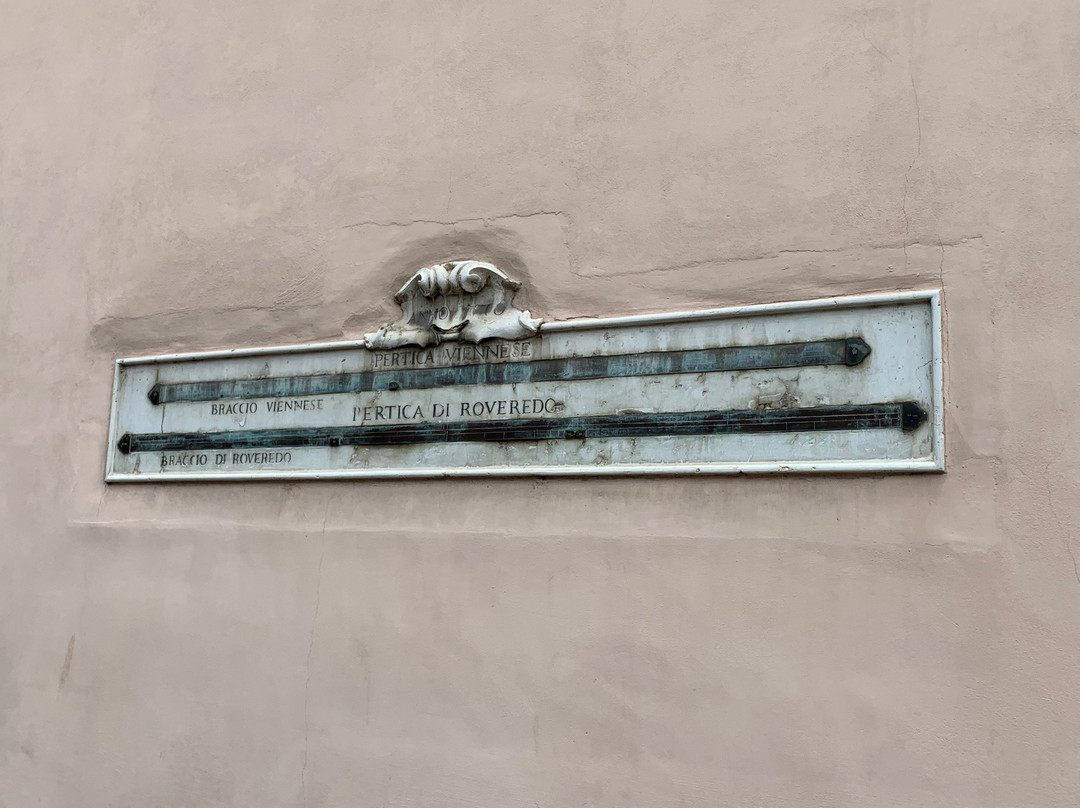 PERTICA VIENNESE
BRACCIO VIENNESE
PERTICA DI ROVEREDO
BRACCIO DI ROVEREDO